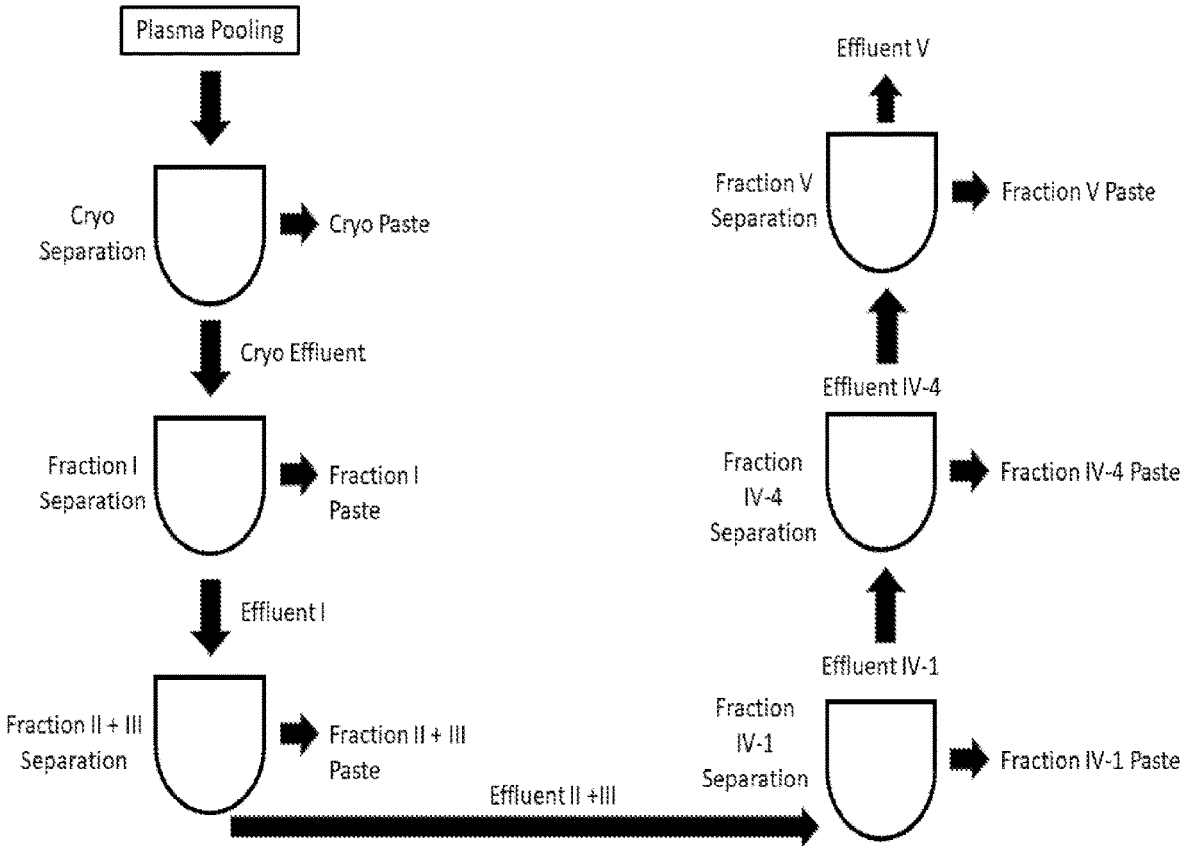 Plasma Pooling
Cryo
Separation
Cryo Paste
Cryo Effluent
Fraction I
Separation
Fraction I
Paste
Effluent I
Fraction II + III
Separation
Fraction II + III
Paste
Effluent II +III
Fraction
IV-1
Separation
Fraction IV-1 Paste
Effluent IV-1
Fraction
IV-4
Separation
Fraction IV-4 Paste
Effluent IV-4
Fraction V
Separation
Fraction V Paste
Effluent V